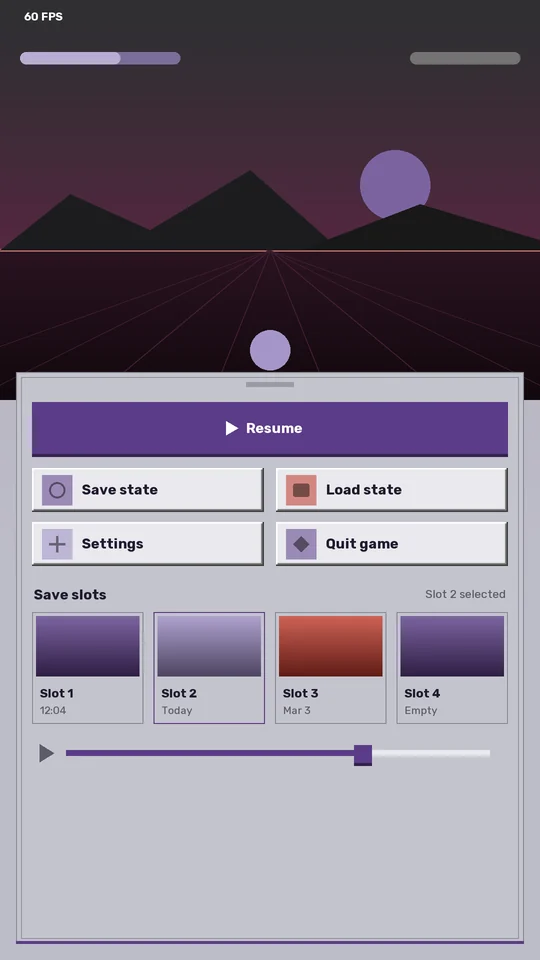 60 FPS
Resume
Save state
Load state
Settings
Quit game
Save slots
Slot 2 selected
Slot 1
12:04
Slot 2
Today
Slot 3
Mar 3
Slot 4
Empty